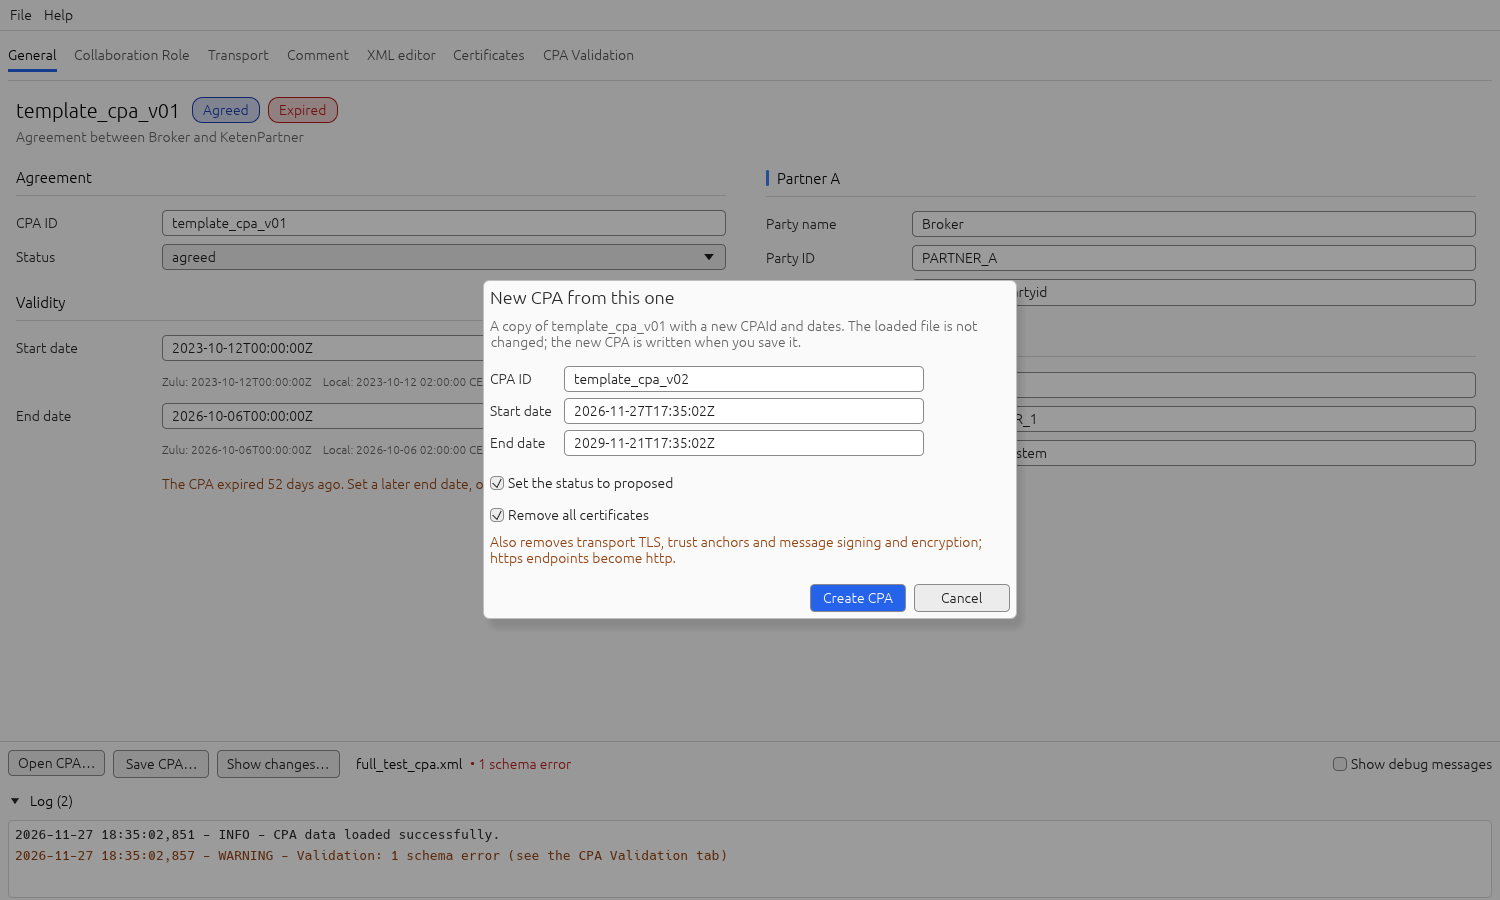 File Help
General Collaboration Role Transport Comment XML editor Certificates CPA Validation
template_cpa_v01 Agreed Expired
Agreement between Broker and KetenPartner
Agreement
CPA ID template_cpa_v01
Status agreed
Validity
Start date 2023-10-12T00:00:00Z
Zulu: 2023-10-12T00:00:00Z Local: 2023-10-12 02:00:00 CE
End date 2026-10-06T00:00:00Z
Zulu: 2026-10-06T00:00:00Z Local: 2026-10-06 02:00:00 CE
The CPA expired 52 days ago. Set a later end date, o
Partner A
Party name Broker
Party ID PARTNER_A
rtyid
R_1
stem
New CPA from this one
A copy of template_cpa_v01 with a new CPAId and dates. The loaded file is not
changed; the new CPA is written when you save it.
CPA ID template_cpa_v02
Start date 2026-11-27T17:35:02Z
End date 2029-11-21T17:35:02Z
Set the status to proposed
Remove all certificates
Also removes transport TLS, trust anchors and message signing and encryption;
https endpoints become http.
Create CPA Cancel
Open CPA... Save CPA... Show changes... full_test_cpa.xml • 1 schema error Show debug messages
Log (2)
2026-11-27 18:35:02,851 - INFO - CPA data loaded successfully.
2026-11-27 18:35:02,857 - WARNING - Validation: 1 schema error (see the CPA Validation tab)